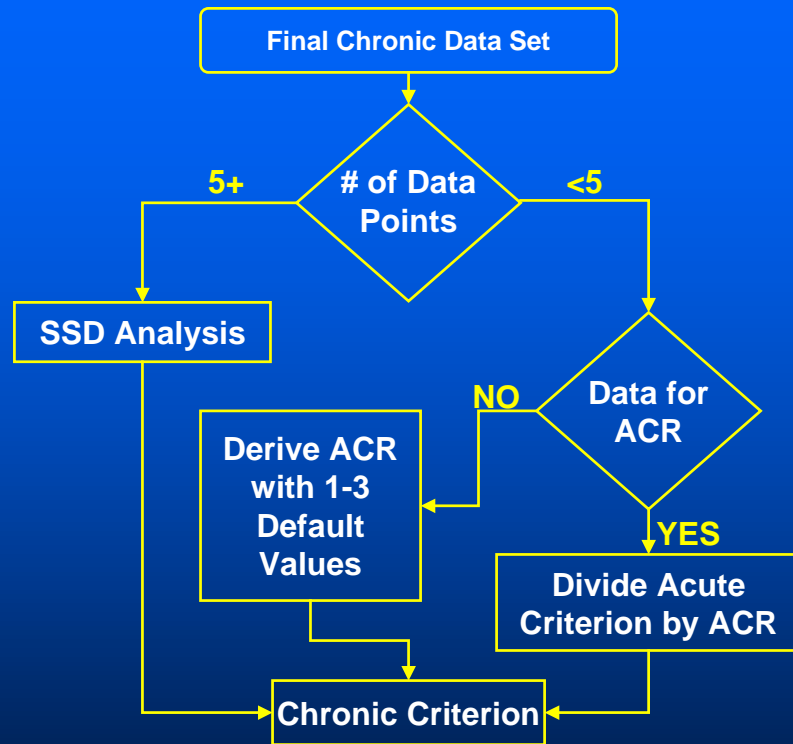 Final Chronic Data Set
# of Data
Points
5+
<5
SSD Analysis
Data for
ACR
NO
Derive ACR
with 1-3
Default
Values
YES
Divide Acute
Criterion by ACR
Chronic Criterion